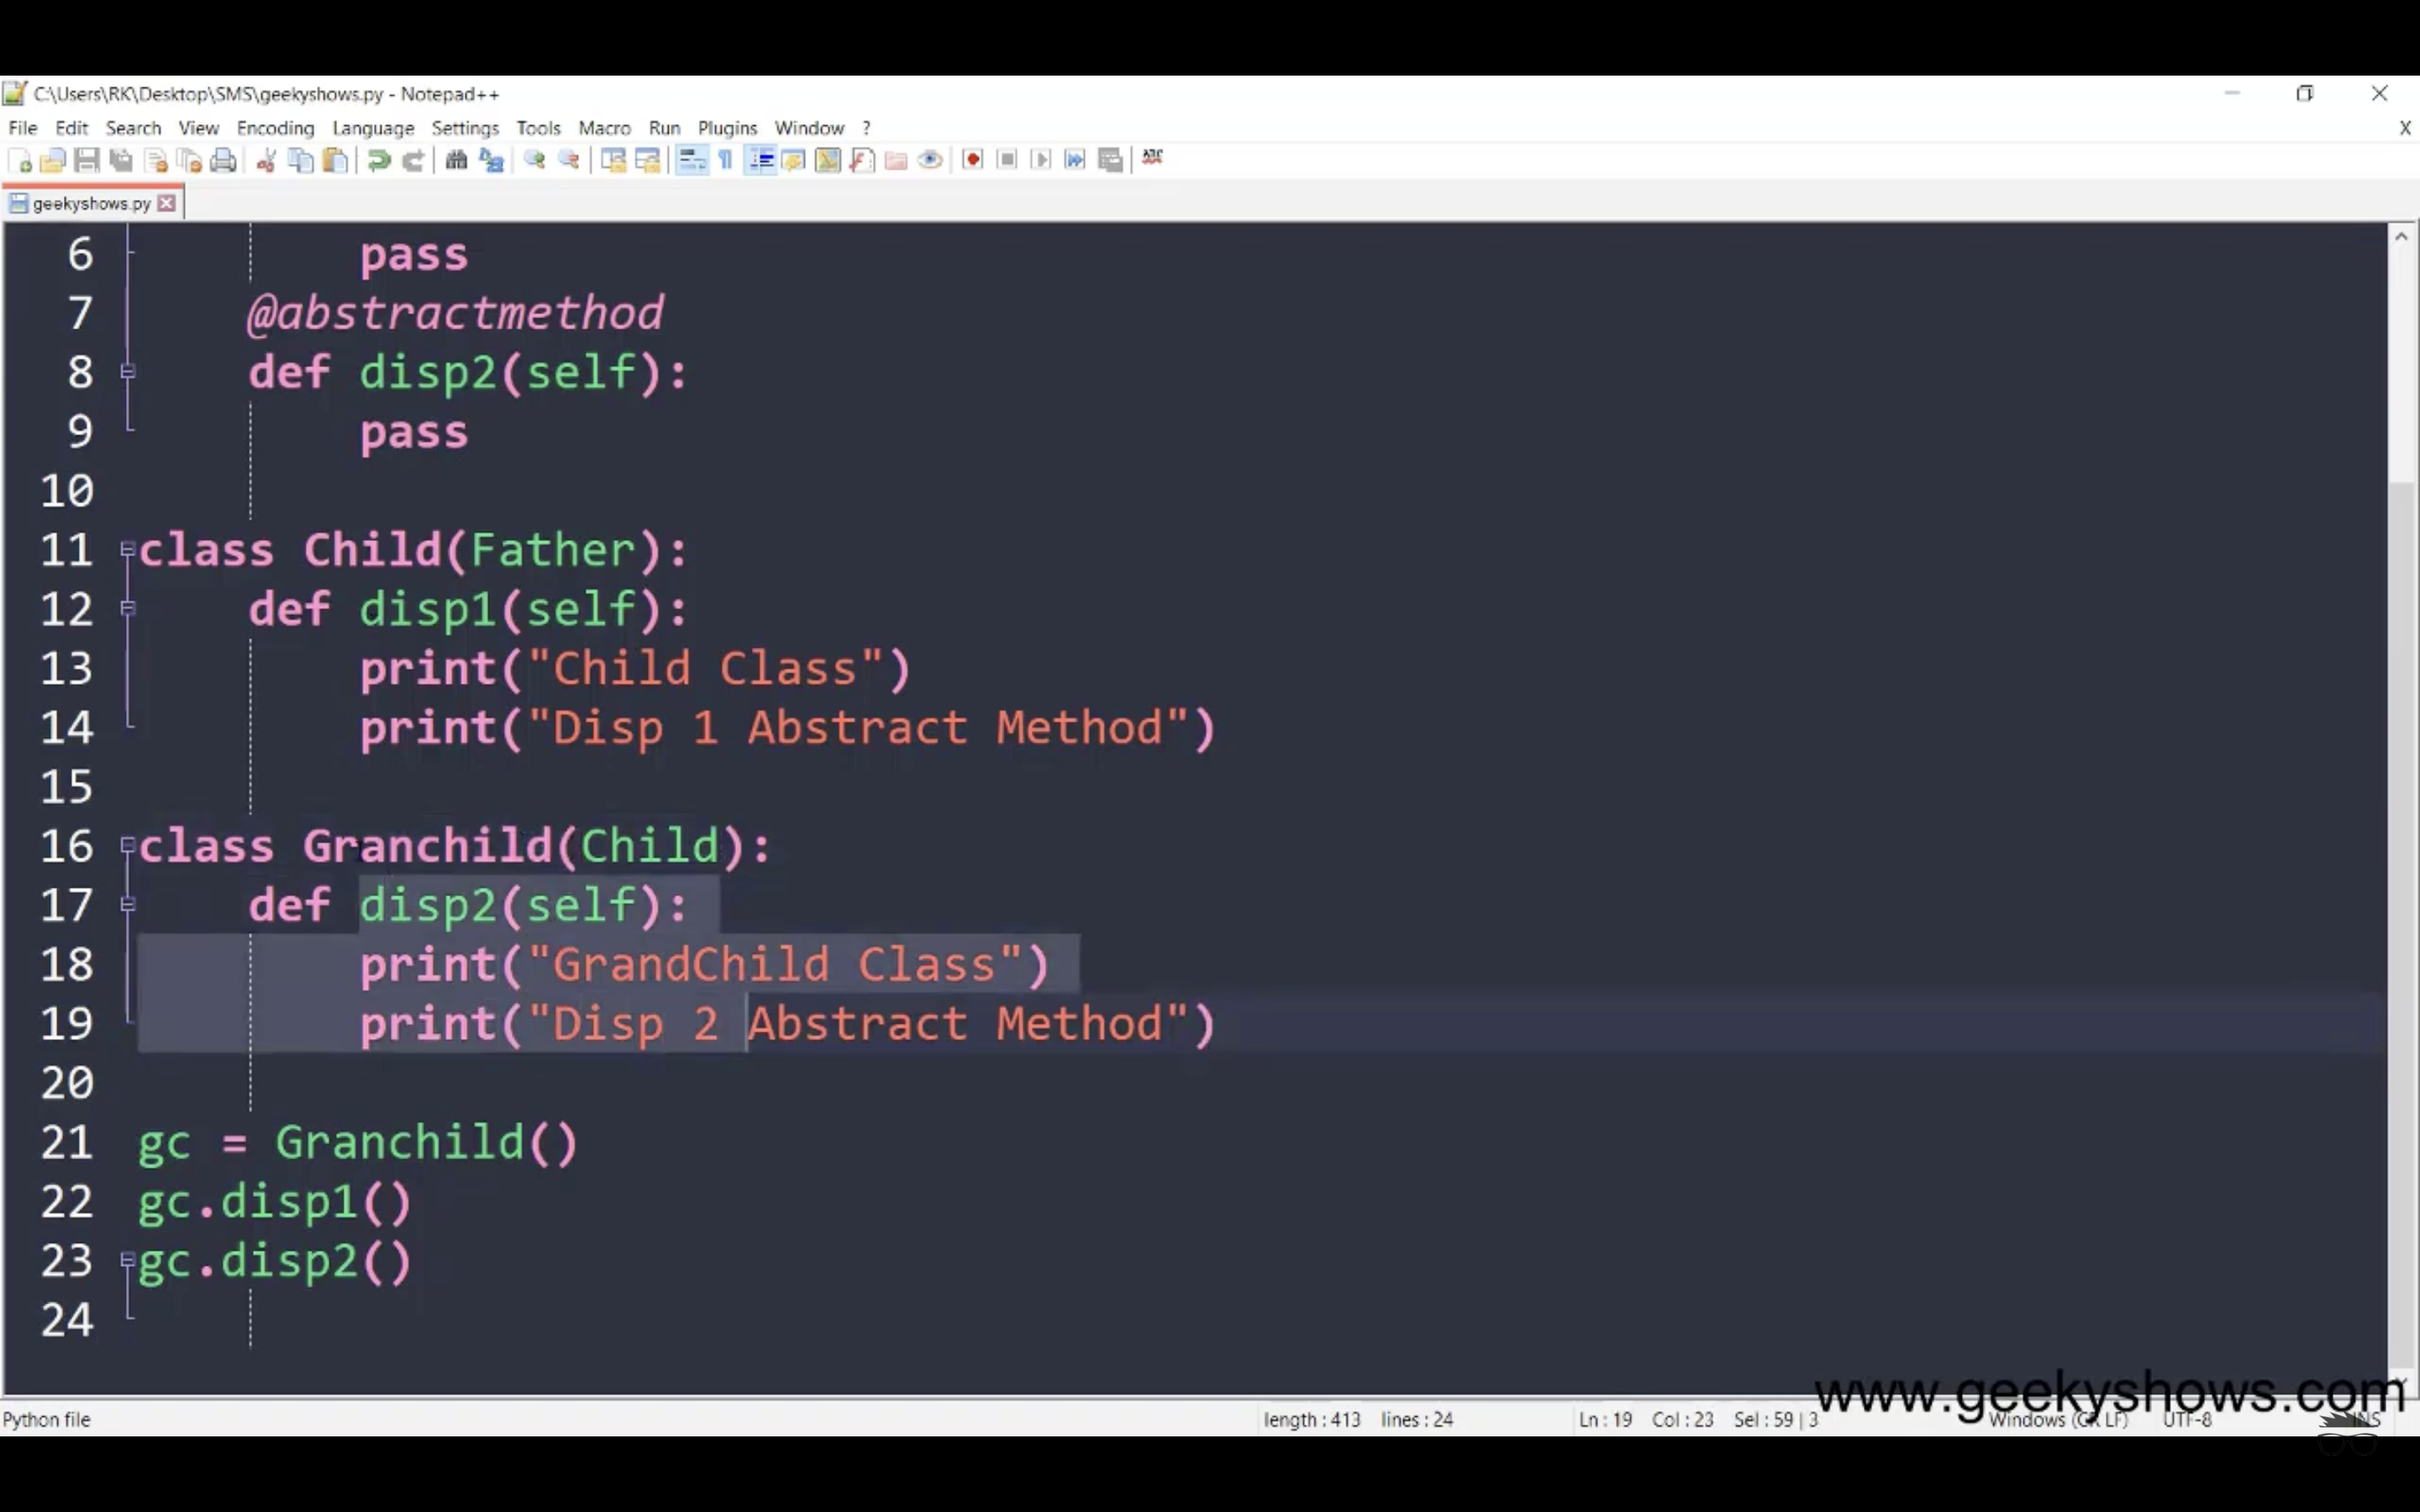 C:\Users\RK\Desktop\SMS\geekyshows.py - Notepad++
File Edit Search View Encoding Language Settings Tools Macro Run Plugins Window ?
X
ABC
geekyshows.py
6 pass
7 @abstractmethod
8 def disp2(self):
9 pass
10
11 class Child(Father):
12 def disp1(self):
13 print("Child Class")
14 print("Disp 1 Abstract Method")
15
16 class Granchild(Child):
17 def disp2(self):
18 print("GrandChild Class")
19 print("Disp 2 Abstract Method")
20
21 gc = Granchild()
22 gc.disp1()
23 gc.disp2()
24
www.geekyshows.com
Python file length : 413 lines : 24 Ln : 19 Col : 23 Sel : 59 | 3 Windows (CR LF) UTF-8 INS